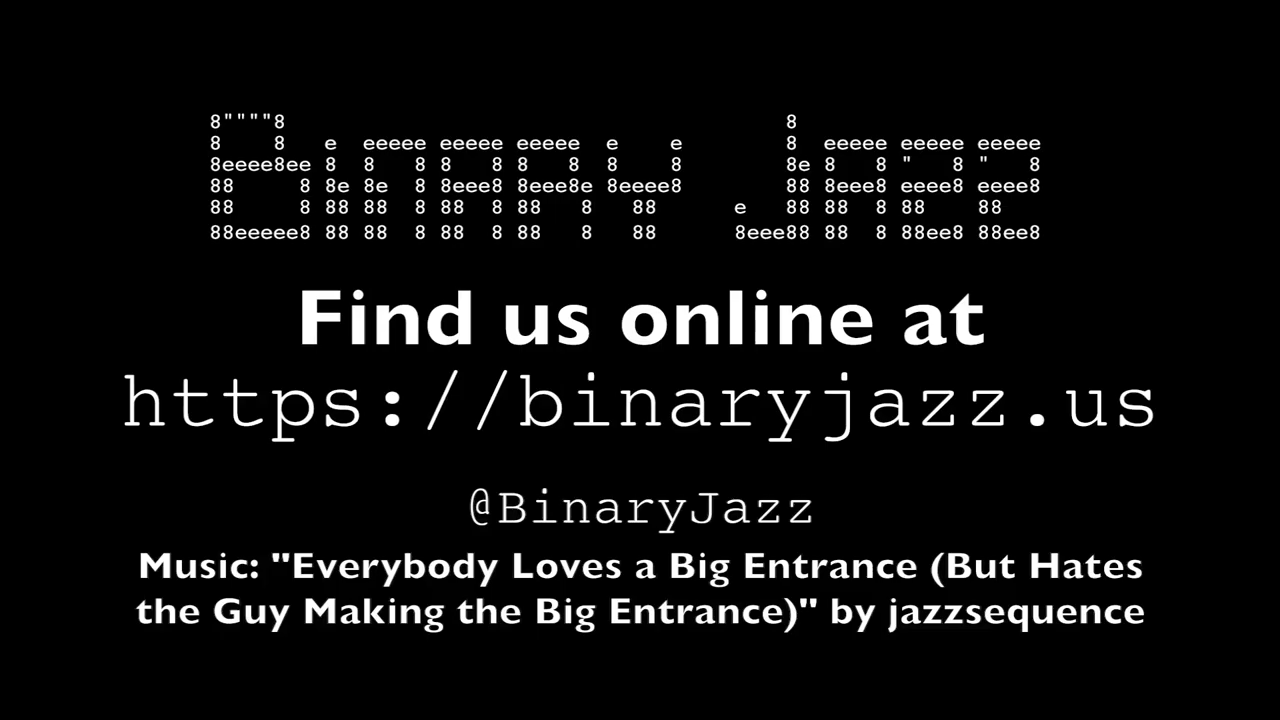 Binary Jazz
Find us online at
https://binaryjazz.us
@BinaryJazz
Music: "Everybody Loves a Big Entrance (But Hates
the Guy Making the Big Entrance)" by jazzsequence